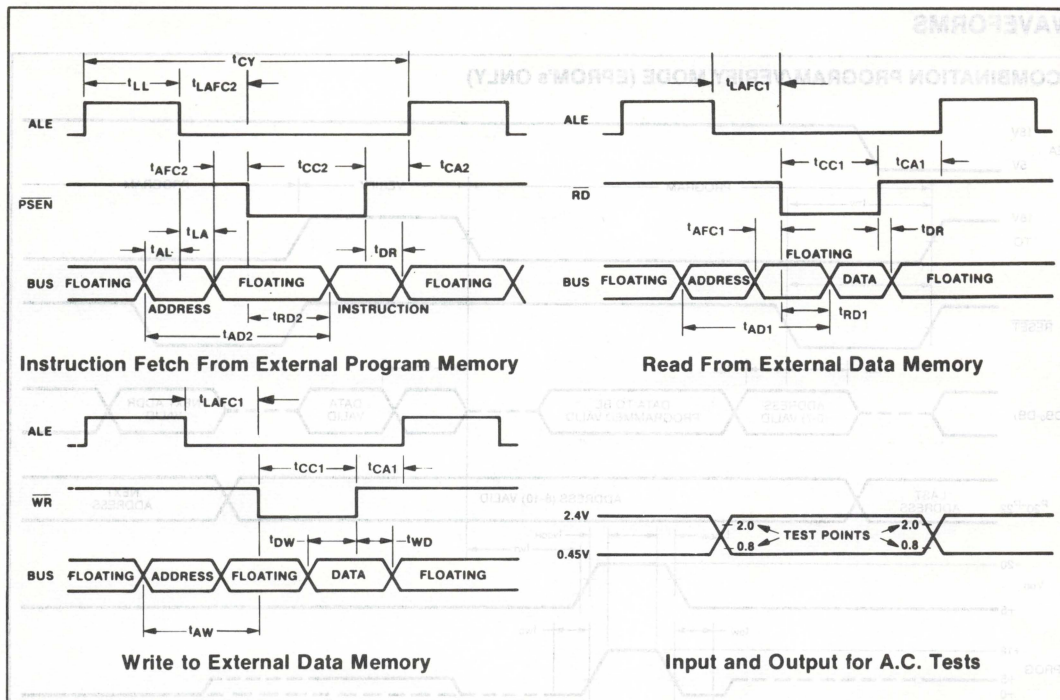 tCY
tLL
tLAFC2
ALE
tAFC2
tCC2
tCA2
PSEN
tAL
tLA
tDR
BUS
FLOATING
FLOATING
FLOATING
ADDRESS
tRD2
INSTRUCTION
tAD2
Instruction Fetch From External Program Memory
tLAFC1
ALE
tCC1
tCA1
RD
tAFC1
tDR
FLOATING
BUS
FLOATING
ADDRESS
DATA
FLOATING
tRD1
tAD1
Read From External Data Memory
tLAFC1
ALE
tCC1
tCA1
WR
tDW
tWD
BUS
FLOATING
ADDRESS
FLOATING
DATA
FLOATING
tAW
Write to External Data Memory
2.4V
2.0
TEST POINTS
2.0
0.8
0.8
0.45V
Input and Output for A.C. Tests
WAVEFORMS
COMBINATION PROGRAM/VERIFY MODE (EPROM's ONLY)